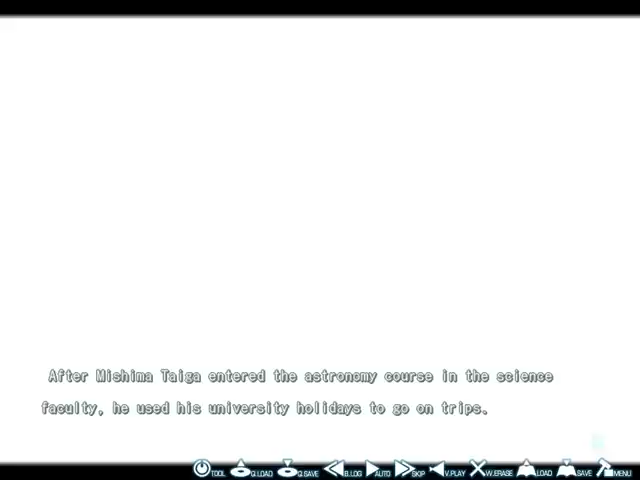 After Mishima Taiga entered the astronomy course in the science
faculty, he used his university holidays to go on trips.
TOOL Q.LOAD Q.SAVE B.LOG AUTO SKIP V.PLAY W.ERASE LOAD SAVE MENU